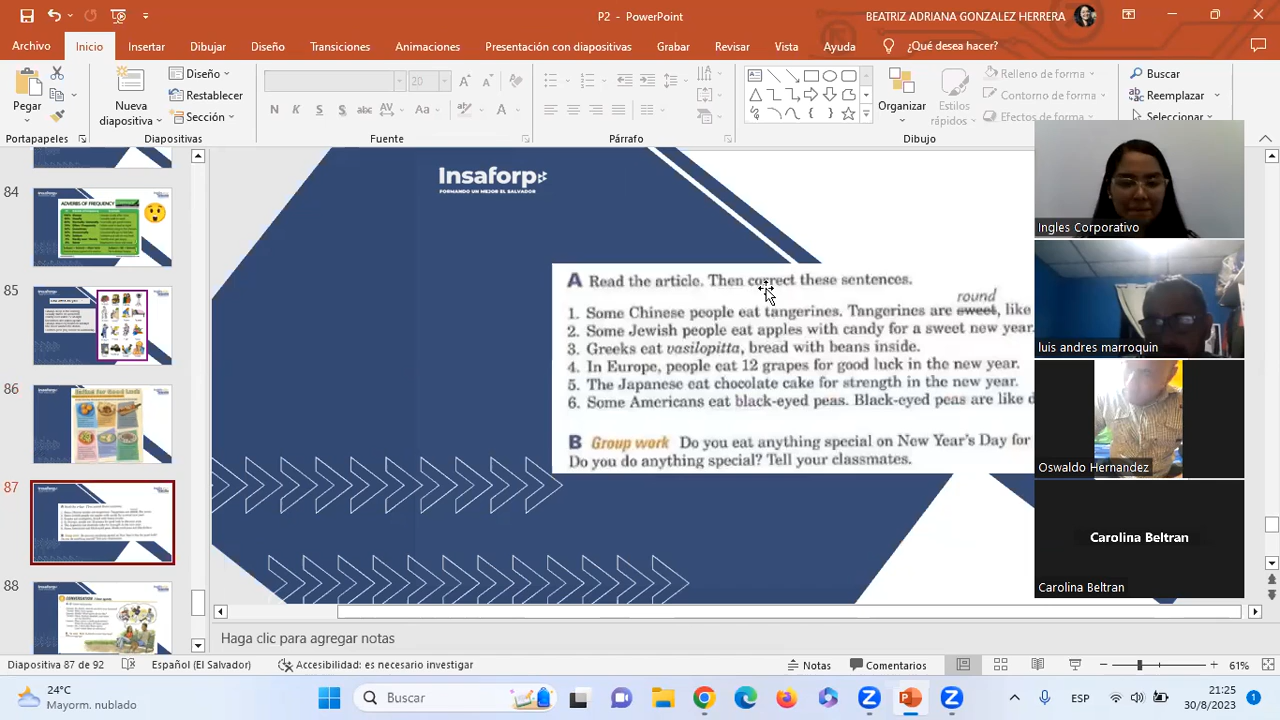 P2 - PowerPoint
BEATRIZ ADRIANA GONZALEZ HERRERA
Archivo
Inicio
Insertar
Dibujar
Diseño
Transiciones
Animaciones
Presentación con diapositivas
Grabar
Revisar
Vista
Ayuda
¿Qué desea hacer?
Pegar
Portapapeles
Nueva
diapositiva
Diseño
Restablecer
Sección
Diapositivas
20
N K S S abc AV Aa A
Fuente
Párrafo
Organizar
Estilos
rápidos
Relleno de forma
Contorno de forma
Efectos de forma
Dibujo
Buscar
Reemplazar
Seleccionar
84
ADVERBS OF FREQUENCY
85
86
87
88
Insaforp
FORMANDO UN MEJOR EL SALVADOR
A Read the article. Then correct these sentences.
round
1. Some Chinese people eat tangerines. Tangerines are sweet, like
2. Some Jewish people eat apples with candy for a sweet new year.
3. Greeks eat vasilopitta, bread with beans inside.
4. In Europe, people eat 12 grapes for good luck in the new year.
5. The Japanese eat chocolate cake for strength in the new year.
6. Some Americans eat black-eyed peas. Black-eyed peas are like d
B Group work Do you eat anything special on New Year's Day for
Do you do anything special? Tell your classmates.
Ingles Corporativo
luis andres marroquin
Oswaldo Hernandez
Carolina Beltran
Carolina Beltran
Haga clic para agregar notas
Diapositiva 87 de 92
Español (El Salvador)
Accesibilidad: es necesario investigar
Notas
Comentarios
61%
24°C
Mayorm. nublado
Buscar
ESP
21:25
30/8/2023
1